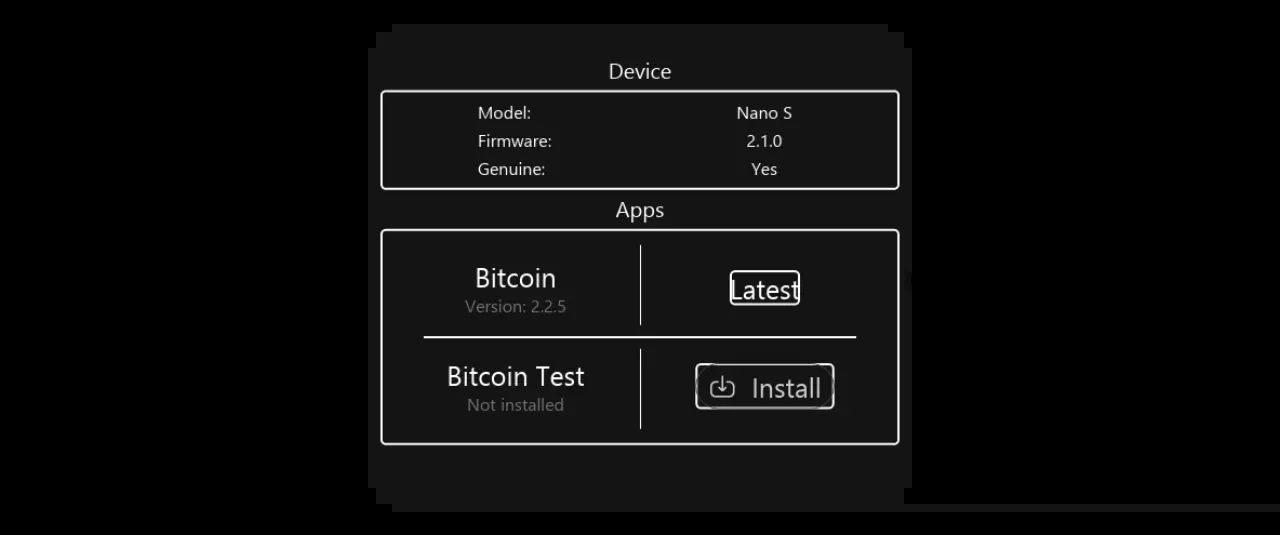 Device
Model: Nano S
Firmware: 2.1.0
Genuine: Yes
Apps
Bitcoin
Version: 2.2.5
Latest
Bitcoin Test
Not installed
Install